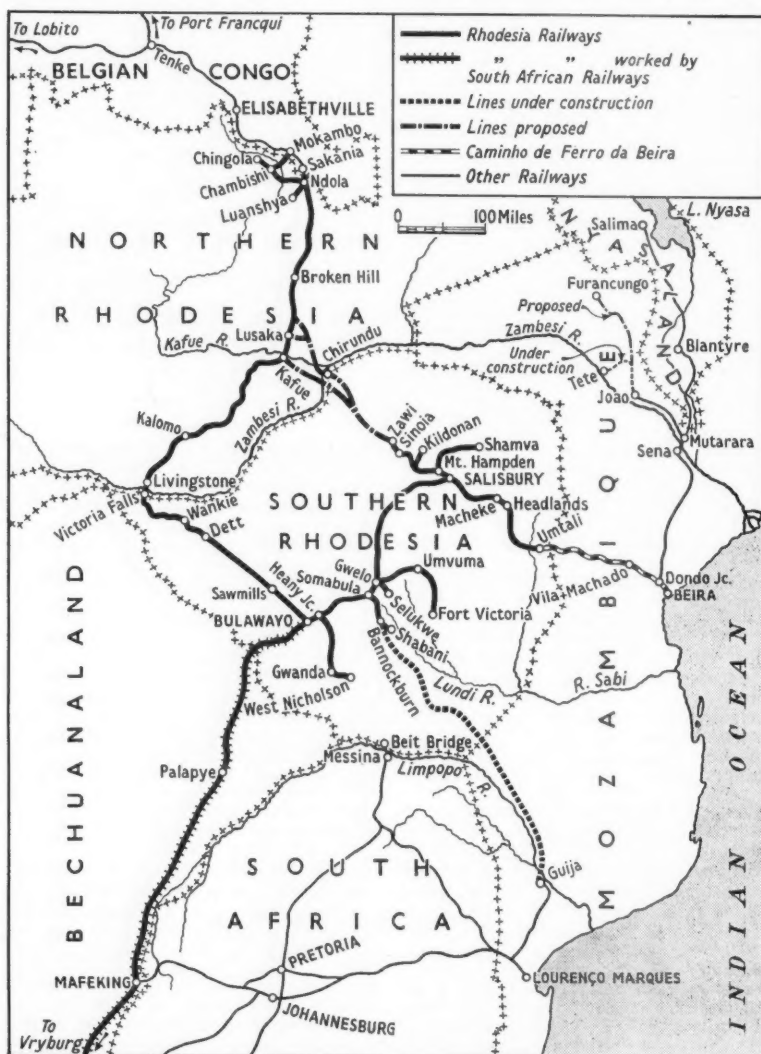 To Lobito
To Port Francqui
Tenke
BELGIAN CONGO
ELISABETHVILLE
Mokambo
Chingola
Sakania
Chambishi
Ndola
Luanshya
NORTHERN
RHODESIA
Broken Hill
Lusaka
Kafue R.
Chirundu
Kafue
Zambesi R.
Kalomo
Zambesi R.
Livingstone
Victoria Falls
Wankie
Dett
Sawmills
Heany Jc.
BULAWAYO
Gwanda
West Nicholson
Zawi
Sinoia
Kildonan
Shamva
Mt. Hampden
SALISBURY
SOUTHERN
RHODESIA
Macheke
Headlands
Umtali
Umvuma
Gwelo
Somabula
Selukwe
Fort Victoria
Shabani
Bannockburn
Lundi R.
R. Sabi
Vila Machado
Dondo Jc.
BEIRA
Beit Bridge
Messina
Limpopo
R.
Palapye
BECHUANALAND
SOUTH
AFRICA
Guija
MOZAMBIQUE
INDIAN OCEAN
PRETORIA
MAFEKING
LOURENÇO MARQUES
JOHANNESBURG
To
Vryburg
Rhodesia Railways
" " worked by
South African Railways
Lines under construction
Lines proposed
Caminho de Ferro da Beira
Other Railways
100 Miles
L. Nyasa
Salima
NYASALAND
Furancungo
Proposed
Under
construction
Blantyre
Tete
Joao
Mutarara
Sena